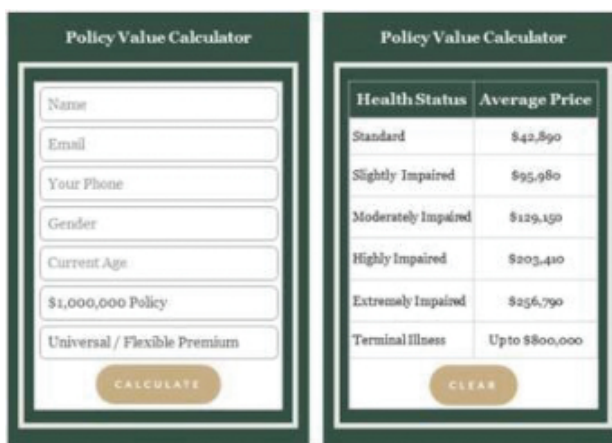 Policy Value Calculator
Name
Email
Your Phone
Gender
Current Age
$1,000,000 Policy
Universal / Flexible Premium
CALCULATE
Policy Value Calculator
Health Status Average Price
Standard $42,890
Slightly Impaired $95,980
Moderately Impaired $129,150
Highly Impaired $203,410
Extremely Impaired $256,790
Terminal Illness Upto $800,000
CLEAR